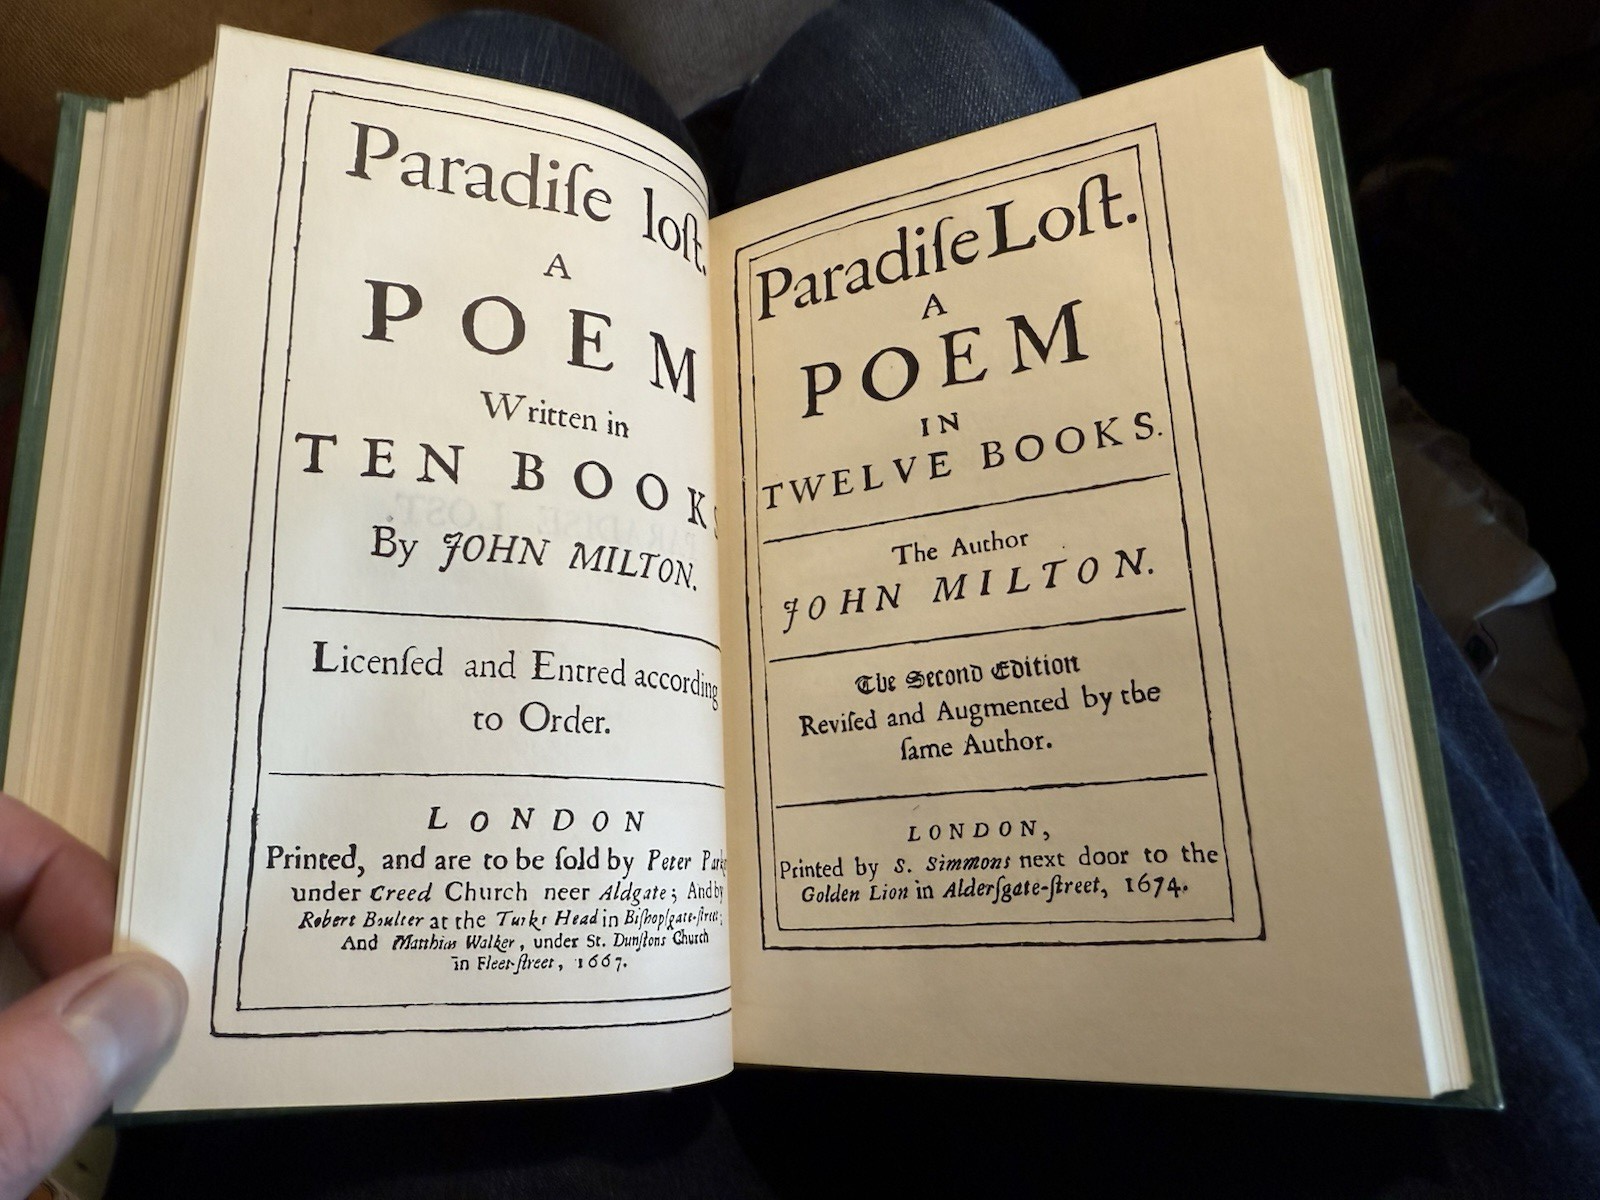 Paradiſe loſt.
A
POEM
Written in
TEN BOOKS
By JOHN MILTON.
Licenſed and Entred according
to Order.
LONDON
Printed, and are to be ſold by Peter
under Creed Church neer Aldgate; And by
Robert Boulter at the Turks Head in Biſhopſgate-ſtreet;
And Matthias Walker, under St. Dunſtons Church
in Fleet-ſtreet, 1667.
Paradiſe Loſt.
A
POEM
IN
TWELVE BOOKS.
The Author
JOHN MILTON.
The Second Edition
Reviſed and Augmented by the
ſame Author.
LONDON,
Printed by S. Simmons next door to the
Golden Lion in Alderſgate-ſtreet, 1674.